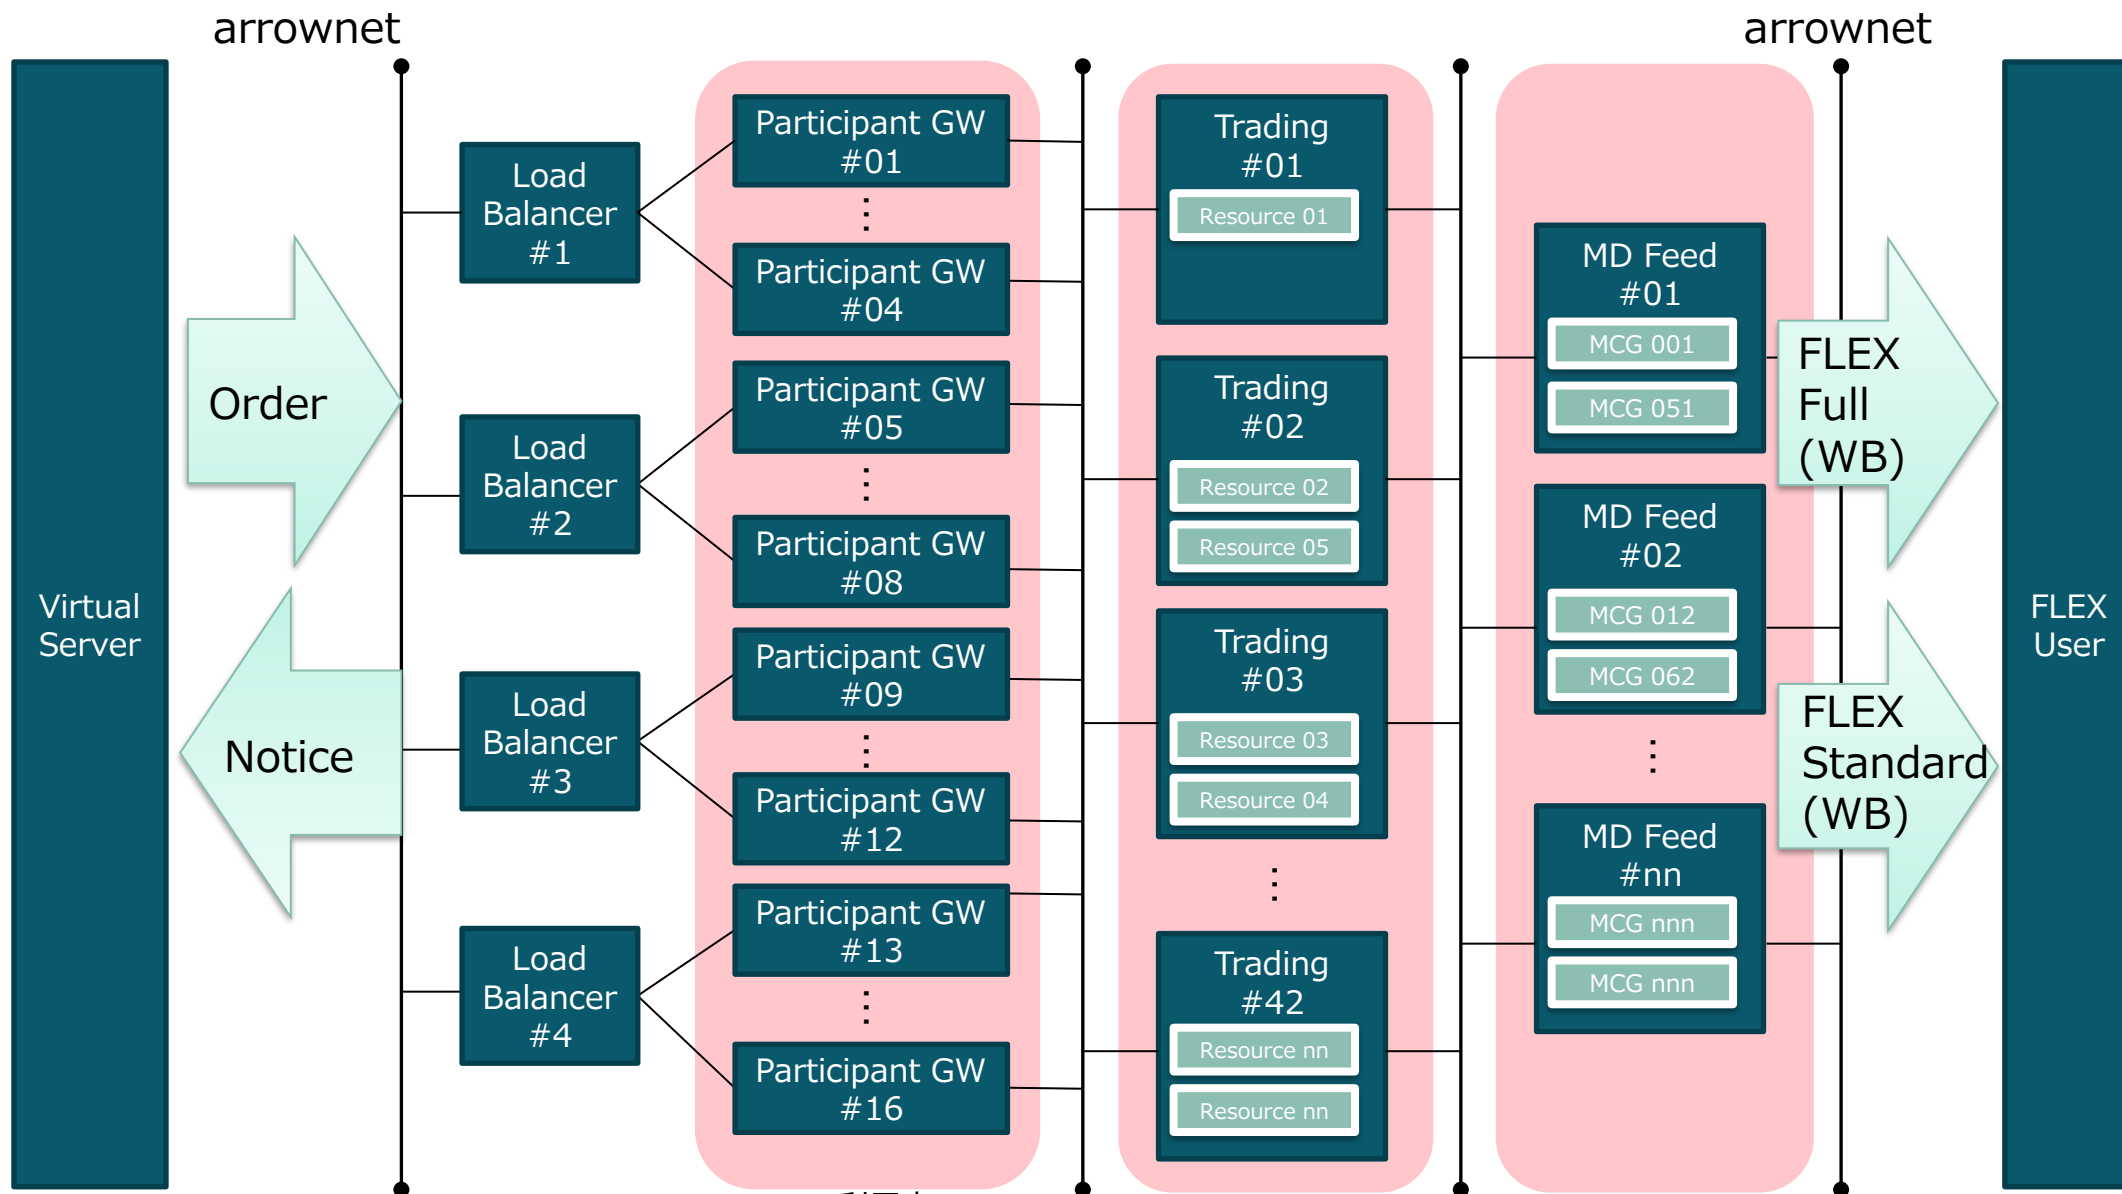 arrownet
arrownet
Virtual
Server
Order
Notice
Load
Balancer
#1
Load
Balancer
#2
Load
Balancer
#3
Load
Balancer
#4
Participant GW
#01
⋮
Participant GW
#04
Participant GW
#05
⋮
Participant GW
#08
Participant GW
#09
⋮
Participant GW
#12
Participant GW
#13
⋮
Participant GW
#16
Trading
#01
Resource 01
Trading
#02
Resource 02
Resource 05
Trading
#03
Resource 03
Resource 04
⋮
Trading
#42
Resource nn
Resource nn
MD Feed
#01
MCG 001
MCG 051
MD Feed
#02
MCG 012
MCG 062
⋮
MD Feed
#nn
MCG nnn
MCG nnn
FLEX
Full
(WB)
FLEX
Standard
(WB)
FLEX
User